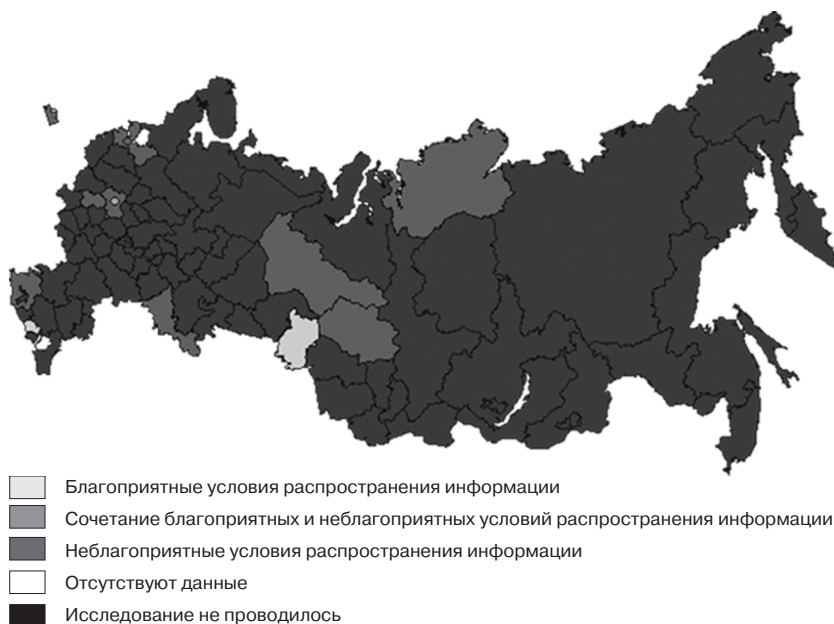 Благоприятные условия распространения информации
Сочетание благоприятных и неблагоприятных условий распространения информации
Неблагоприятные условия распространения информации
Отсутствуют данные
Исследование не проводилось